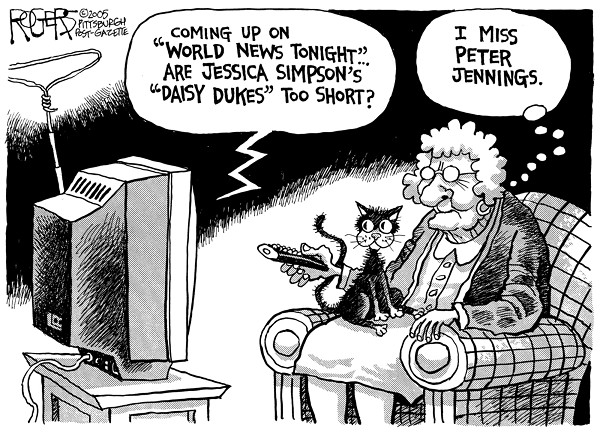 ROGERS ©2005
PITTSBURGH
POST-GAZETTE
COMING UP ON
"WORLD NEWS TONIGHT"...
ARE JESSICA SIMPSON'S
"DAISY DUKES" TOO SHORT?
I MISS
PETER
JENNINGS.